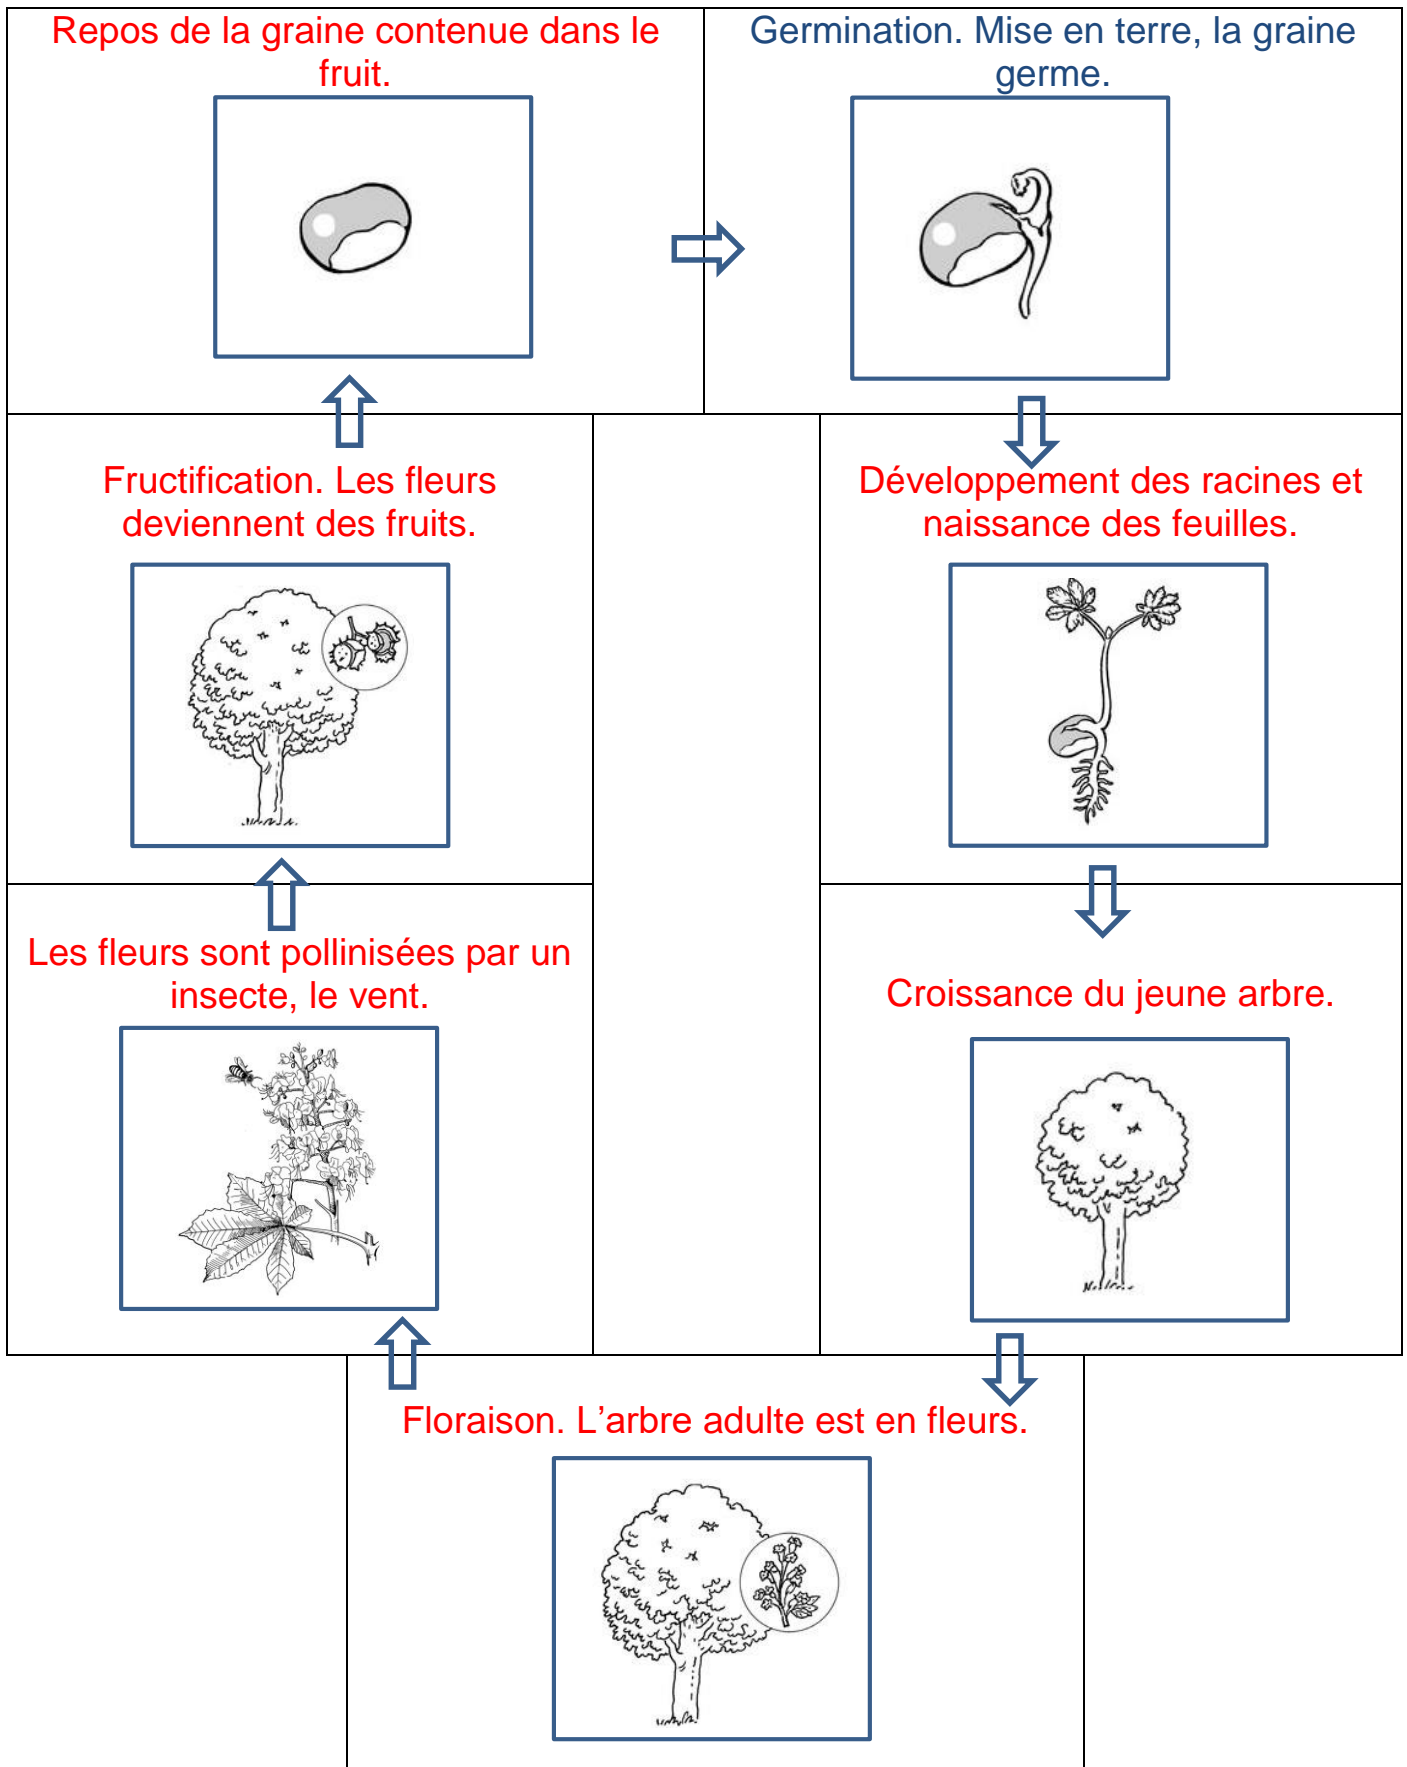 Repos de la graine contenue dans le
fruit.
Germination. Mise en terre, la graine
germe.
Fructification. Les fleurs
deviennent des fruits.
Développement des racines et
naissance des feuilles.
Les fleurs sont pollinisées par un
insecte, le vent.
Croissance du jeune arbre.
Floraison. L’arbre adulte est en fleurs.